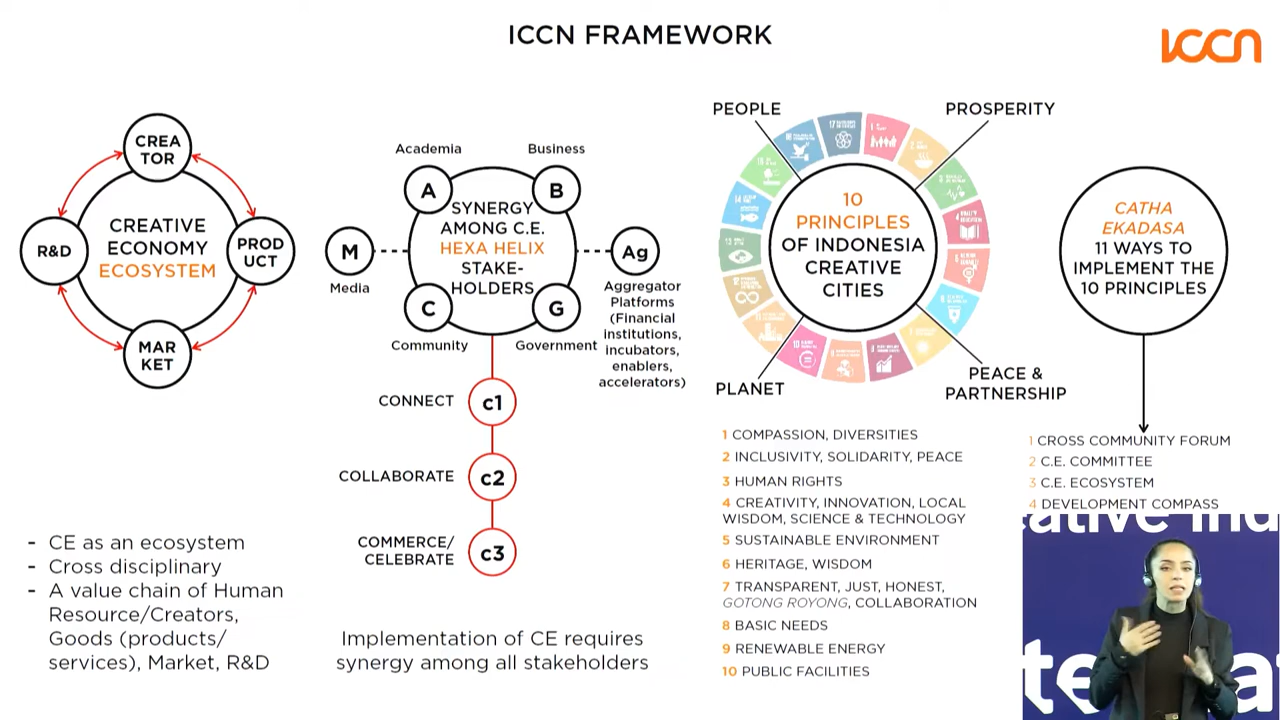 ICCN FRAMEWORK
ICCN
CREA
TOR
R&D
CREATIVE
ECONOMY
ECOSYSTEM
PROD
UCT
MAR
KET
- CE as an ecosystem
- Cross disciplinary
- A value chain of Human
Resource/Creators,
Goods (products/
services), Market, R&D
Academia
Business
A
B
M
Media
SYNERGY
AMONG C.E.
HEXA HELIX
STAKE-
HOLDERS
Ag
Aggregator
Platforms
(Financial
institutions,
incubators,
enablers,
accelerators)
C
G
Community
Government
CONNECT
c1
COLLABORATE
c2
COMMERCE/
CELEBRATE
c3
Implementation of CE requires
synergy among all stakeholders
PEOPLE
PROSPERITY
10
PRINCIPLES
OF INDONESIA
CREATIVE
CITIES
PLANET
PEACE &
PARTNERSHIP
1 COMPASSION, DIVERSITIES
2 INCLUSIVITY, SOLIDARITY, PEACE
3 HUMAN RIGHTS
4 CREATIVITY, INNOVATION, LOCAL
WISDOM, SCIENCE & TECHNOLOGY
5 SUSTAINABLE ENVIRONMENT
6 HERITAGE, WISDOM
7 TRANSPARENT, JUST, HONEST,
GOTONG ROYONG, COLLABORATION
8 BASIC NEEDS
9 RENEWABLE ENERGY
10 PUBLIC FACILITIES
CATHA
EKADASA
11 WAYS TO
IMPLEMENT THE
10 PRINCIPLES
1 CROSS COMMUNITY FORUM
2 C.E. COMMITTEE
3 C.E. ECOSYSTEM
4 DEVELOPMENT COMPASS